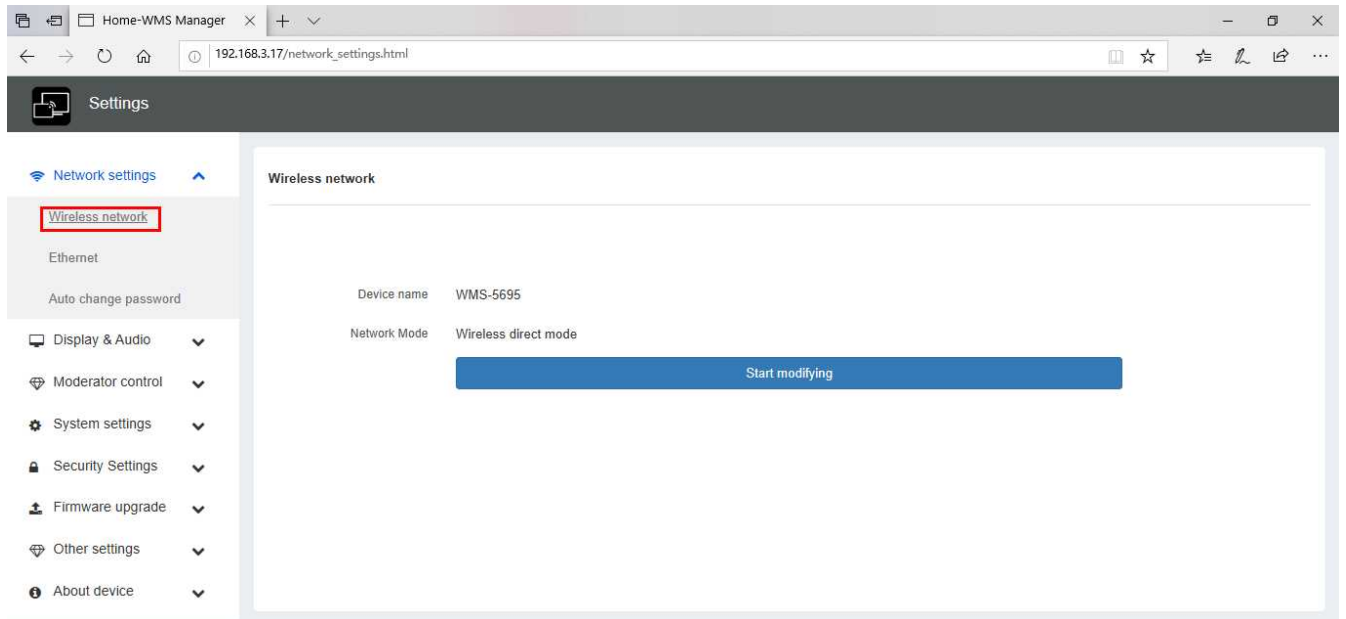 Home-WMS Manager
192.168.3.17/network_settings.html
Settings
Network settings
Wireless network
Ethernet
Auto change password
Display & Audio
Moderator control
System settings
Security Settings
Firmware upgrade
Other settings
About device
Wireless network
Device name WMS-5695
Network Mode Wireless direct mode
Start modifying